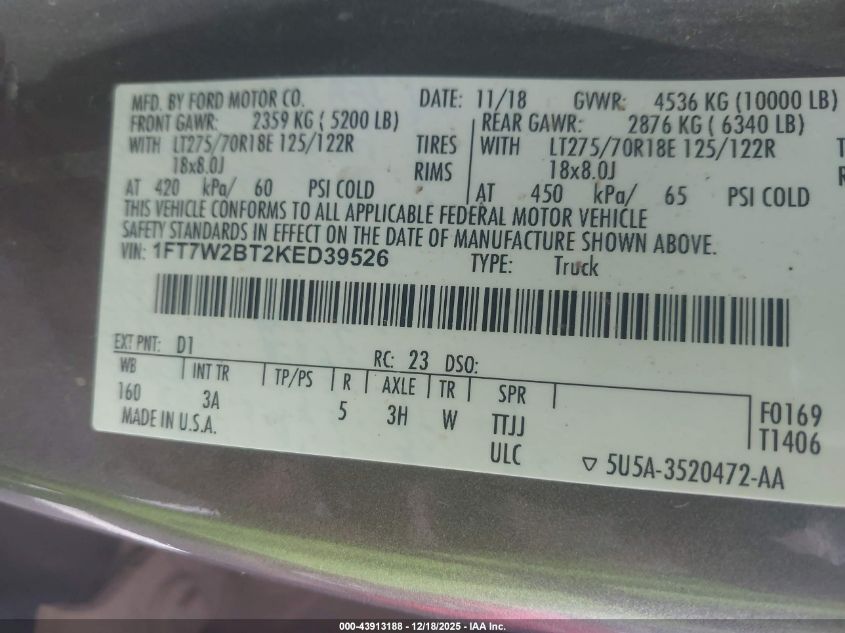 MFD. BY FORD MOTOR CO. DATE: 11/18 GVWR: 4536 KG (10000 LB)
FRONT GAWR: 2359 KG ( 5200 LB) REAR GAWR: 2876 KG ( 6340 LB)
WITH LT275/70R18E 125/122R TIRES WITH LT275/70R18E 125/122R
18x8.0J RIMS 18x8.0J
AT 420 kPa/ 60 PSI COLD AT 450 kPa/ 65 PSI COLD
THIS VEHICLE CONFORMS TO ALL APPLICABLE FEDERAL MOTOR VEHICLE
SAFETY STANDARDS IN EFFECT ON THE DATE OF MANUFACTURE SHOWN ABOVE.
VIN: 1FT7W2BT2KED39526 TYPE: Truck
EXT PNT: D1 RC: 23 DSO:
WB INT TR TP/PS R AXLE TR SPR
160 3A 5 3H W TTJJ
F0169
T1406
MADE IN U.S.A. ULC
▽ 5U5A-3520472-AA
000-43913188 - 12/18/2025 - IAA Inc.